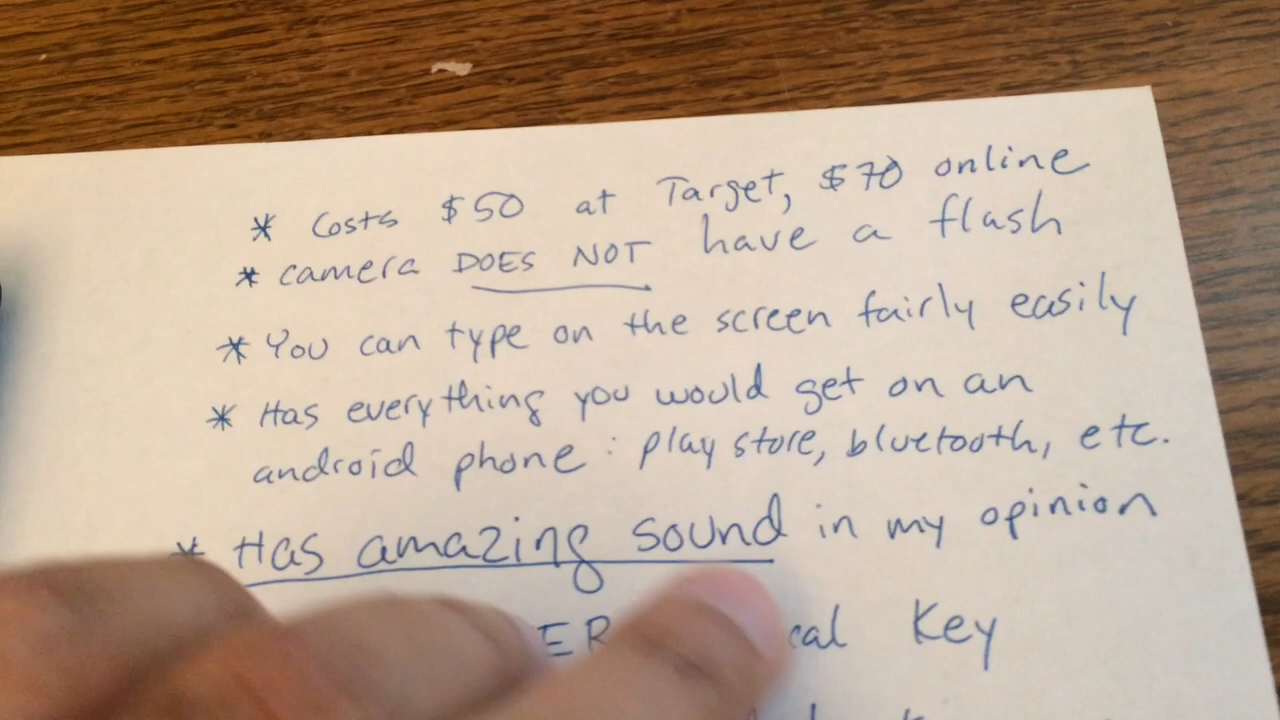 * Costs $50 at Target, $70 online
* camera DOES NOT have a flash
* You can type on the screen fairly easily
* Has everything you would get on an
android phone: play store, bluetooth, etc.
* Has amazing sound in my opinion
Key